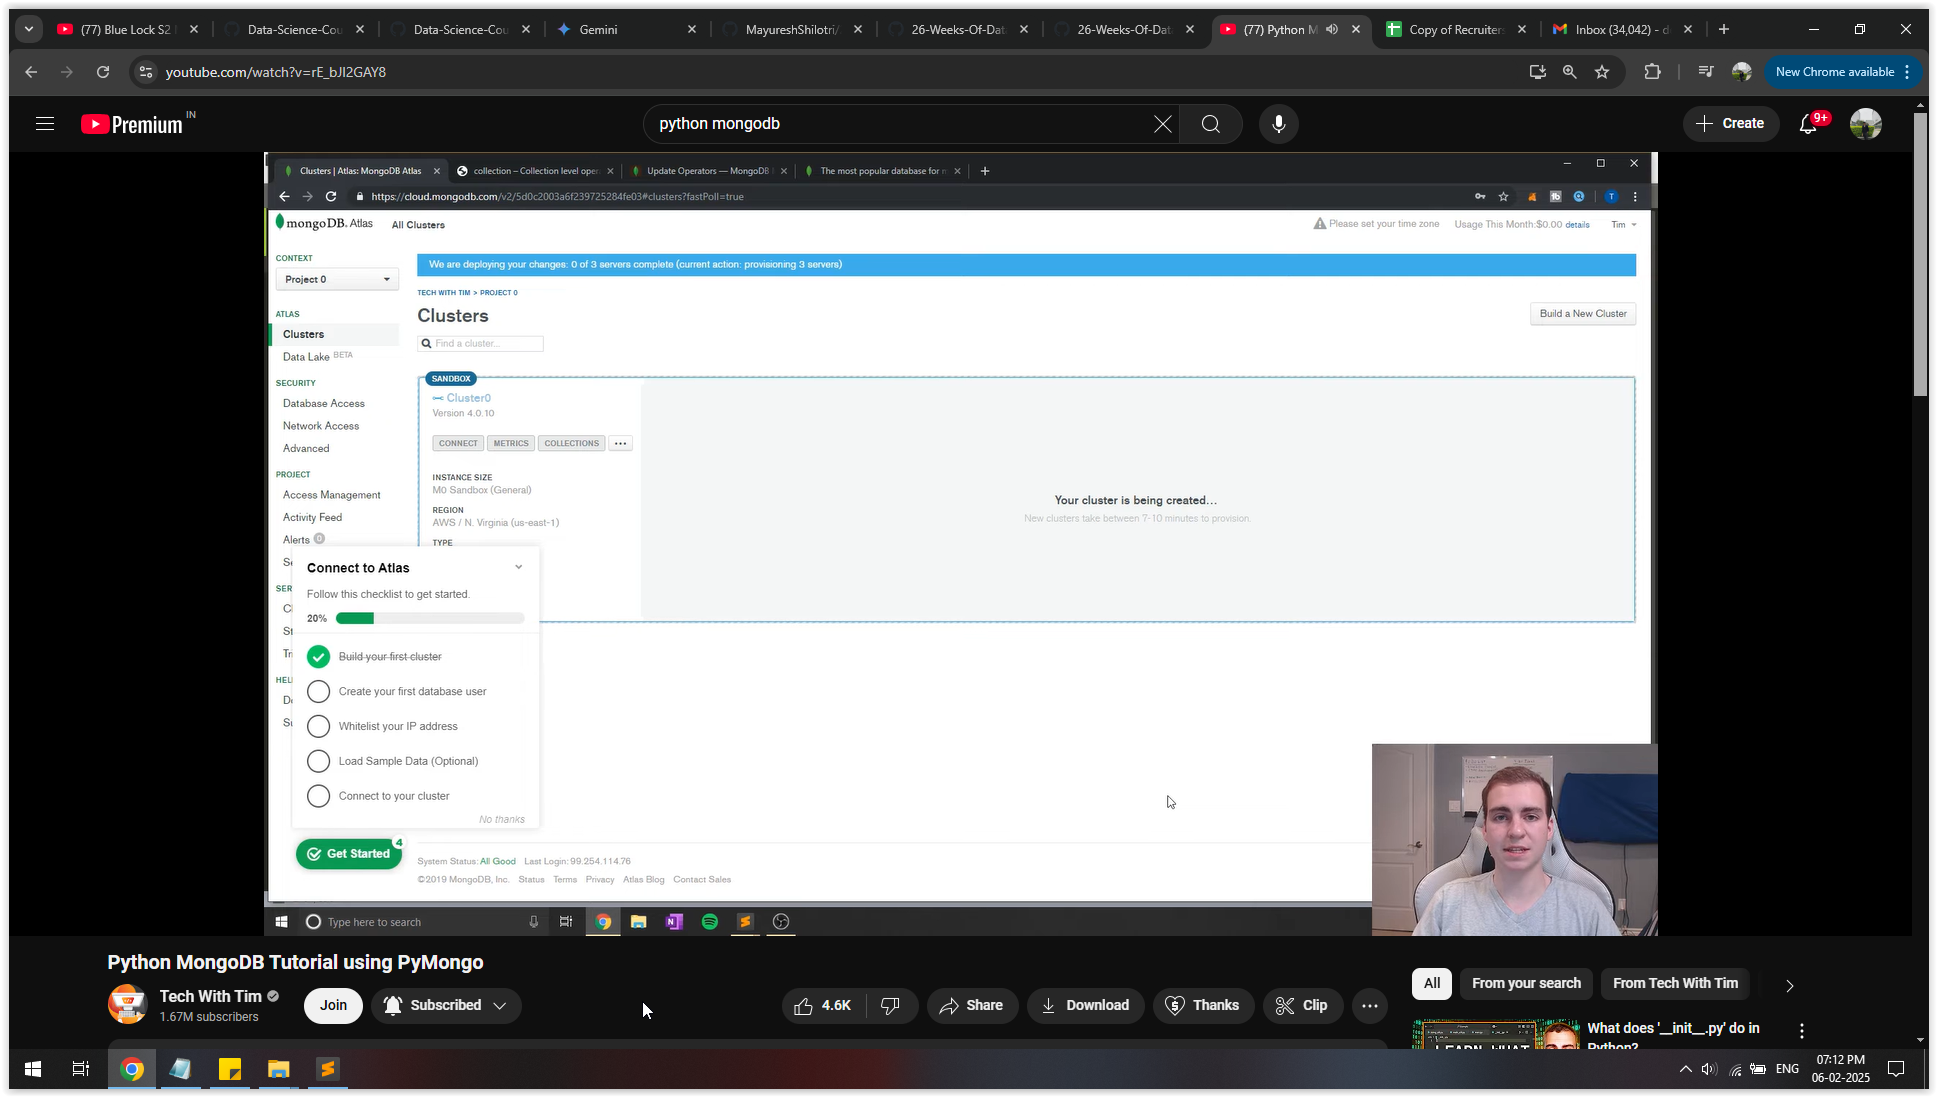 (77) Blue Lock S2
Data-Science-Cou
Data-Science-Cou
Gemini
MayureshShilotri/
26-Weeks-Of-Dat
26-Weeks-Of-Dat
(77) Python M
Copy of Recruiters
Inbox (34,042) - d
youtube.com/watch?v=rE_bJI2GAY8
New Chrome available
Premium IN
python mongodb
Create
9+
Clusters | Atlas: MongoDB Atlas
collection – Collection level oper
Update Operators — MongoDB
The most popular database for m
https://cloud.mongodb.com/v2/5d0c2003a6f239725284fe03#clusters?fastPoll=true
mongoDB. Atlas
All Clusters
Please set your time zone
Usage This Month:$0.00 details
Tim
CONTEXT
Project 0
We are deploying your changes: 0 of 3 servers complete (current action: provisioning 3 servers)
TECH WITH TIM > PROJECT 0
Clusters
Build a New Cluster
Find a cluster...
ATLAS
Clusters
Data Lake BETA
SECURITY
Database Access
Network Access
Advanced
PROJECT
Access Management
Activity Feed
Alerts 0
SANDBOX
Cluster0
Version 4.0.10
CONNECT
METRICS
COLLECTIONS
...
INSTANCE SIZE
M0 Sandbox (General)
REGION
AWS / N. Virginia (us-east-1)
TYPE
Your cluster is being created...
New clusters take between 7-10 minutes to provision.
Se
SER
Cl
St
Tri
HEL
Do
Su
Connect to Atlas
Follow this checklist to get started.
20%
Build your first cluster
Create your first database user
Whitelist your IP address
Load Sample Data (Optional)
Connect to your cluster
No thanks
Get Started
4
System Status: All Good Last Login: 99.254.114.76
©2019 MongoDB, Inc. Status Terms Privacy Atlas Blog Contact Sales
Type here to search
Python MongoDB Tutorial using PyMongo
Tech With Tim
1.67M subscribers
Join
Subscribed
4.6K
Share
Download
Thanks
Clip
All
From your search
From Tech With Tim
What does '__init__.py' do in
Python?
LEARN WHAT
ENG
07:12 PM
06-02-2025